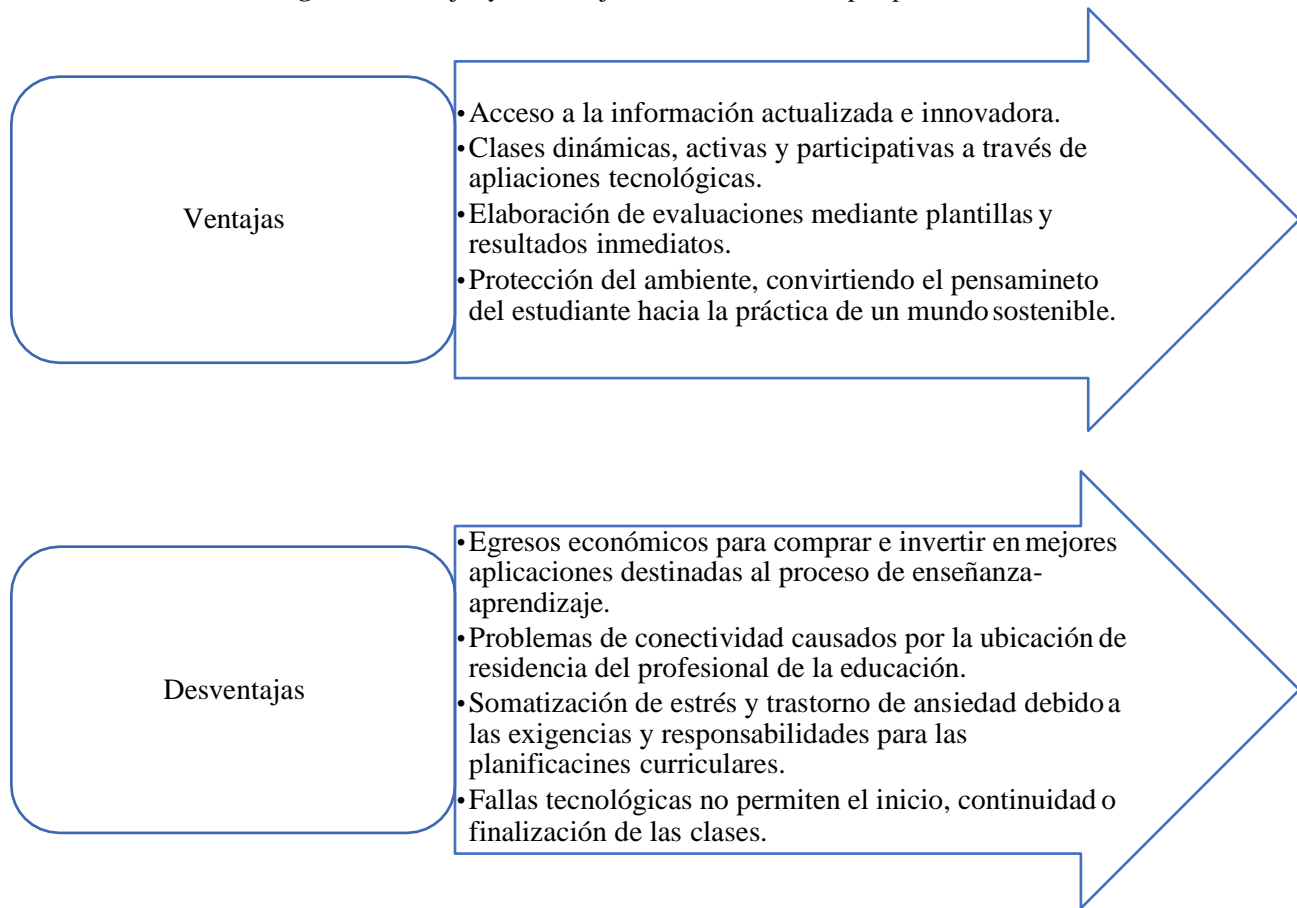 Ventajas
•Acceso a la información actualizada e innovadora.
•Clases dinámicas, activas y participativas a través de
apliaciones tecnológicas.
•Elaboración de evaluaciones mediante plantillas y
resultados inmediatos.
•Protección del ambiente, convirtiendo el pensamineto
del estudiante hacia la práctica de un mundo sostenible.
Desventajas
•Egresos económicos para comprar e invertir en mejores
aplicaciones destinadas al proceso de enseñanza-
aprendizaje.
•Problemas de conectividad causados por la ubicación de
residencia del profesional de la educación.
•Somatización de estrés y trastorno de ansiedad debido a
las exigencias y responsabilidades para las
planificacines curriculares.
•Fallas tecnológicas no permiten el inicio, continuidad o
finalización de las clases.